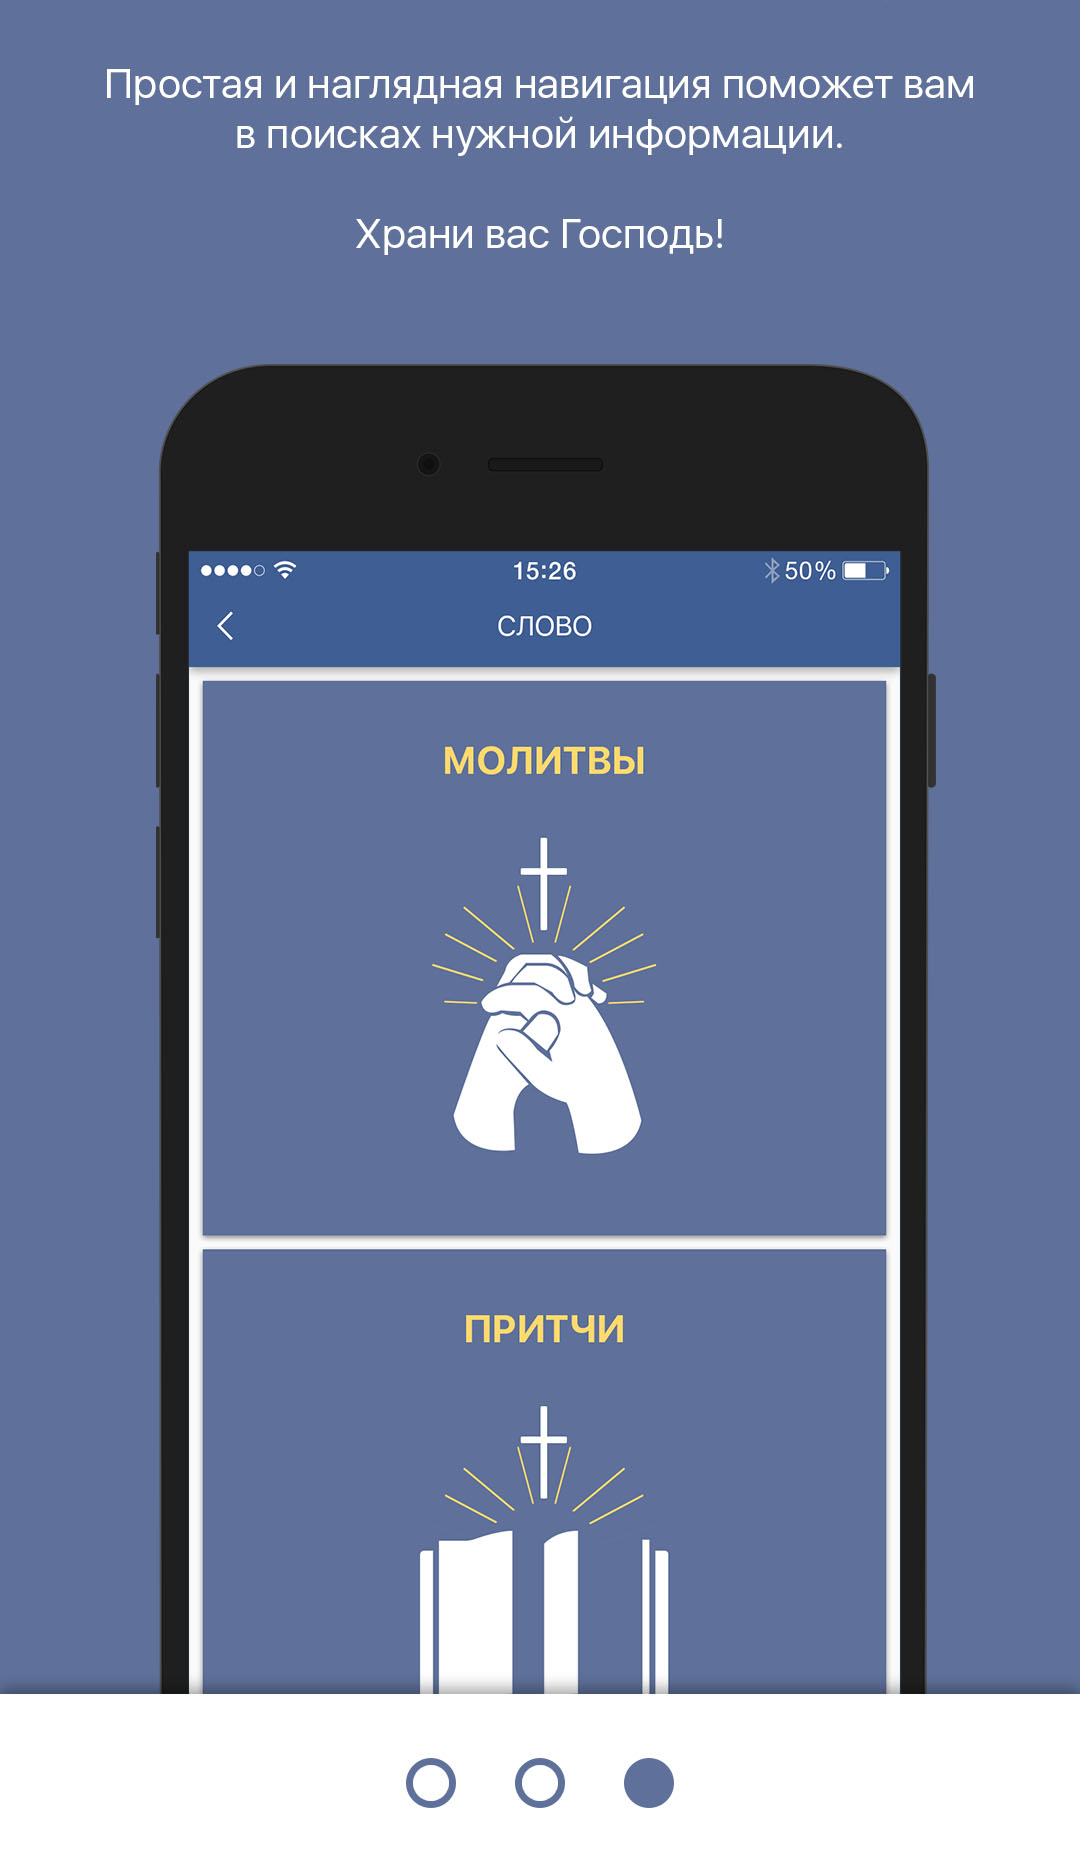 Простая и наглядная навигация поможет вам
в поисках нужной информации.
Храни вас Господь!
15:26
50%
СЛОВО
МОЛИТВЫ
ПРИТЧИ